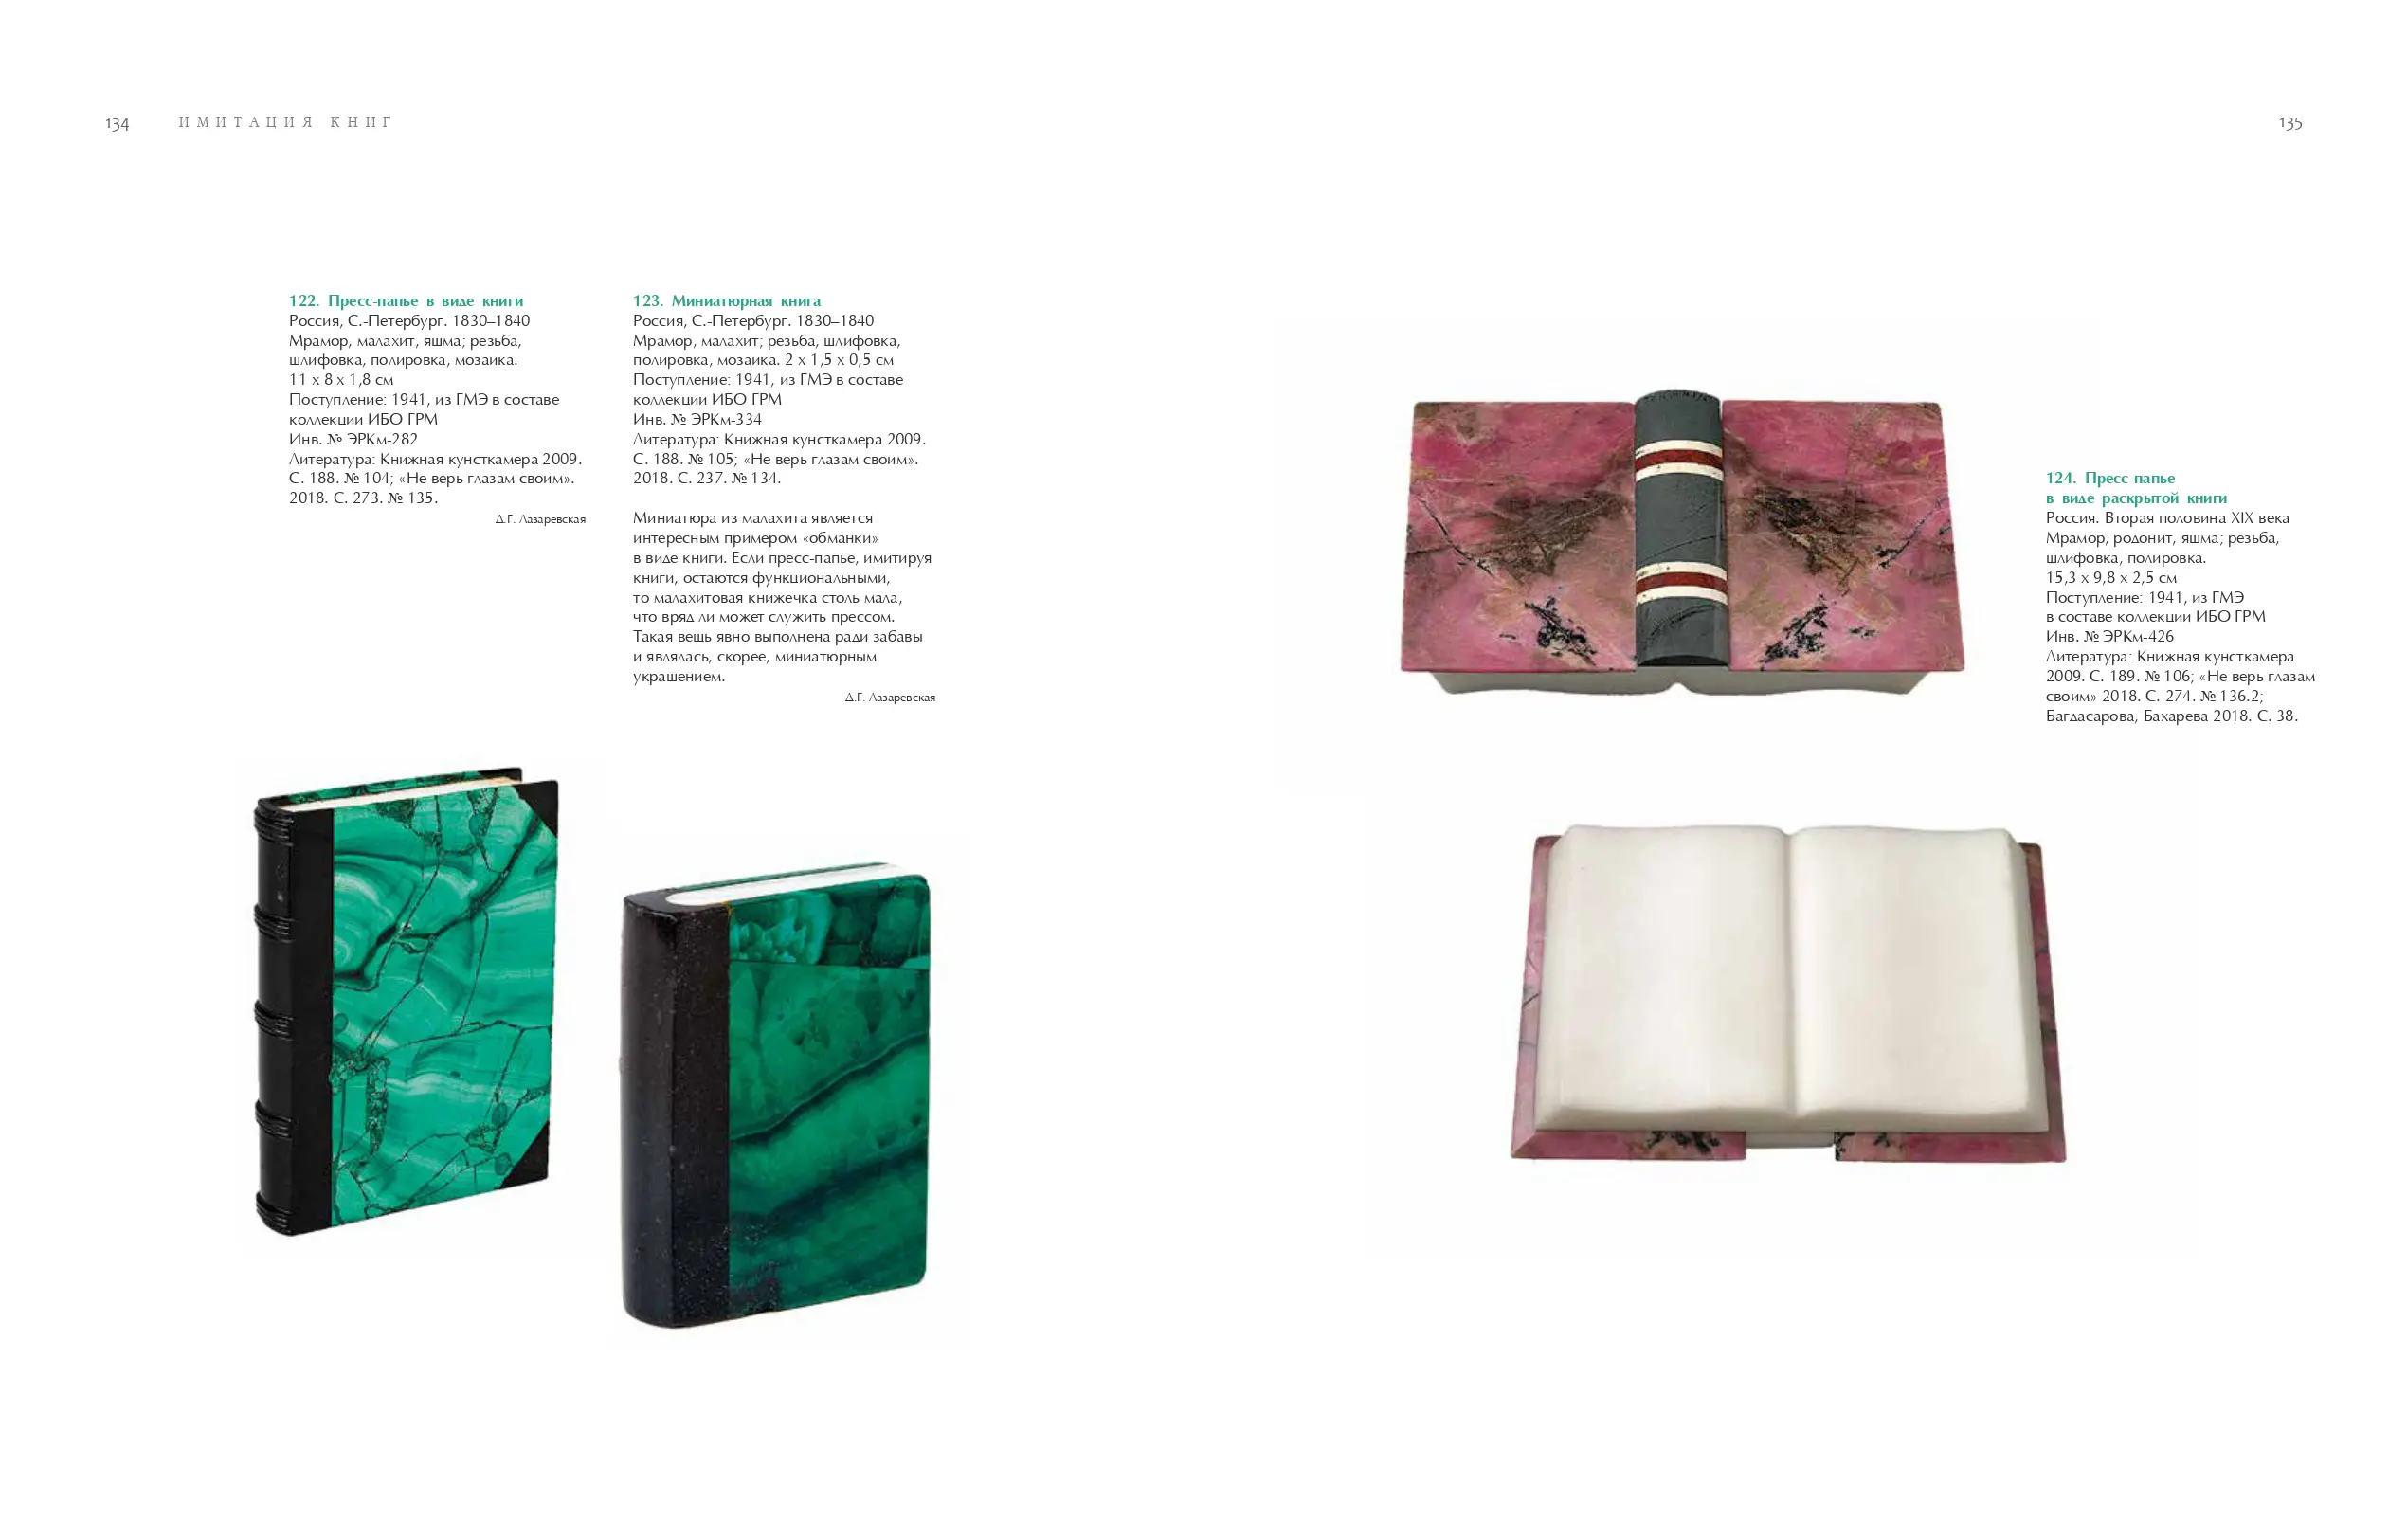 134
ИМИТАЦИЯ КНИГ
122. Пресс-папье в виде книги
Россия, С.-Петербург. 1830–1840
Мрамор, малахит, яшма; резьба,
шлифовка, полировка, мозаика.
11 х 8 х 1,8 см
Поступление: 1941, из ГМЭ в составе
коллекции ИБО ГРМ
Инв. № ЭРКм-282
Литература: Книжная кунсткамера 2009.
С. 188. № 104; «Не верь глазам своим».
2018. С. 273. № 135.
Д.Г. Лазаревская
123. Миниатюрная книга
Россия, С.-Петербург. 1830–1840
Мрамор, малахит; резьба, шлифовка,
полировка, мозаика. 2 х 1,5 х 0,5 см
Поступление: 1941, из ГМЭ в составе
коллекции ИБО ГРМ
Инв. № ЭРКм-334
Литература: Книжная кунсткамера 2009.
С. 188. № 105; «Не верь глазам своим».
2018. С. 237. № 134.
Миниатюра из малахита является
интересным примером «обманки»
в виде книги. Если пресс-папье, имитируя
книги, остаются функциональными,
то малахитовая книжечка столь мала,
что вряд ли может служить прессом.
Такая вещь явно выполнена ради забавы
и являлась, скорее, миниатюрным
украшением.
Д.Г. Лазаревская
135
124. Пресс-папье
в виде раскрытой книги
Россия. Вторая половина XIX века
Мрамор, родонит, яшма; резьба,
шлифовка, полировка.
15,3 х 9,8 х 2,5 см
Поступление: 1941, из ГМЭ
в составе коллекции ИБО ГРМ
Инв. № ЭРКм-426
Литература: Книжная кунсткамера
2009. С. 189. № 106; «Не верь глазам
своим» 2018. С. 274. № 136.2;
Багдасарова, Бахарева 2018. С. 38.